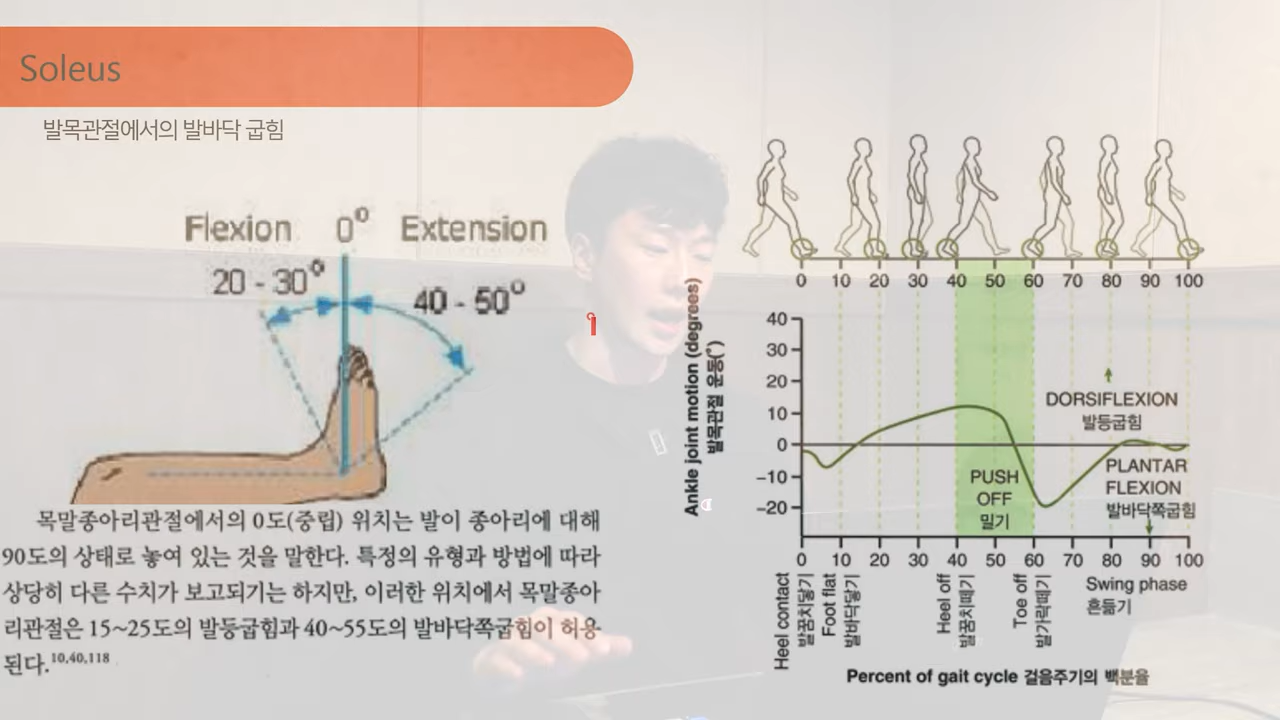 Soleus
발목관절에서의 발바닥 굽힘
Flexion 0° Extension
20 - 30° 40 - 50°
목말종아리관절에서의 0도(중립) 위치는 발이 종아리에 대해
90도의 상태로 놓여 있는 것을 말한다. 특정의 유형과 방법에 따라
상당히 다른 수치가 보고되기는 하지만, 이러한 위치에서 목말종아
리관절은 15~25도의 발등굽힘과 40~55도의 발바닥쪽굽힘이 허용
된다.10,40,118
0 10 20 30 40 50 60 70 80 90 100
Ankle joint motion (degrees)
발목관절 운동(°)
40
30
20
10
0
-10
-20
DORSIFLEXION
발등굽힘
PLANTAR
FLEXION
발바닥쪽굽힘
PUSH
OFF
밀기
0 10 20 30 40 50 60 70 80 90 100
Heel contact
발꿈치닿기
Foot flat
발바닥닿기
Heel off
발꿈치떼기
Toe off
발가락떼기
Swing phase
흔듦기
Percent of gait cycle 걸음주기의 백분율